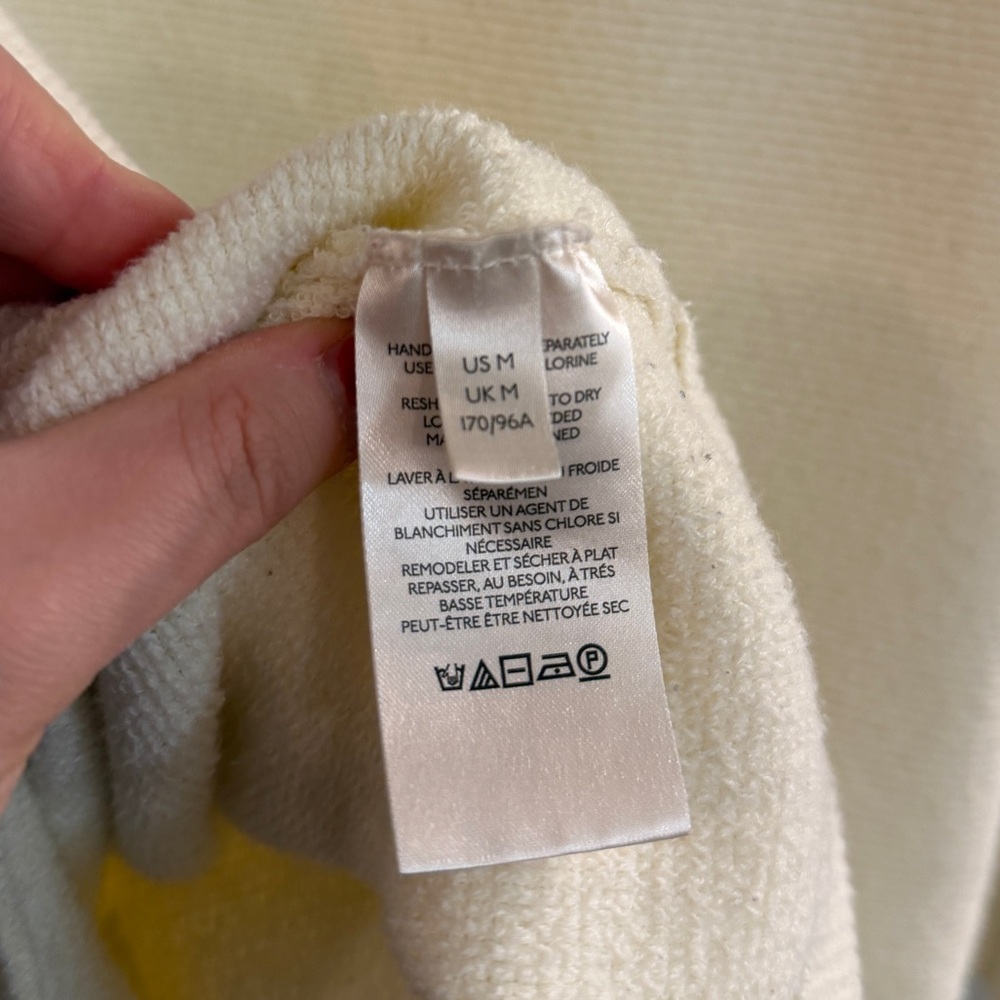 HAND PARATELY
USE LORINE
US M
UK M
170/96A
RESH TO DRY
LO DED
MA NED
LAVER À L FROIDE
SÉPARÉMEN
UTILISER UN AGENT DE
BLANCHIMENT SANS CHLORE SI
NÉCESSAIRE
REMODELER ET SÉCHER À PLAT
REPASSER, AU BESOIN, À TRÉS
BASSE TEMPÉRATURE
PEUT-ÊTRE ÊTRE NETTOYÉE SEC
P